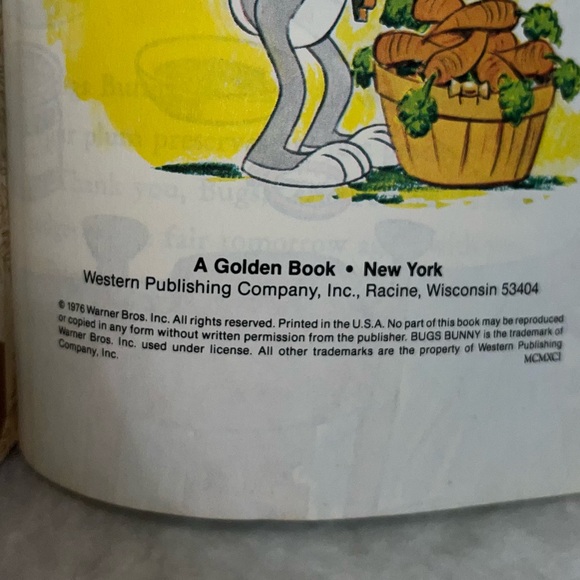 A Golden Book • New York
Western Publishing Company, Inc., Racine, Wisconsin 53404
© 1976 Warner Bros. Inc. All rights reserved. Printed in the U.S.A. No part of this book may be reproduced
or copied in any form without written permission from the publisher. BUGS BUNNY is the trademark of
Warner Bros. Inc. used under license. All other trademarks are the property of Western Publishing
Company, Inc.
MCMXCI